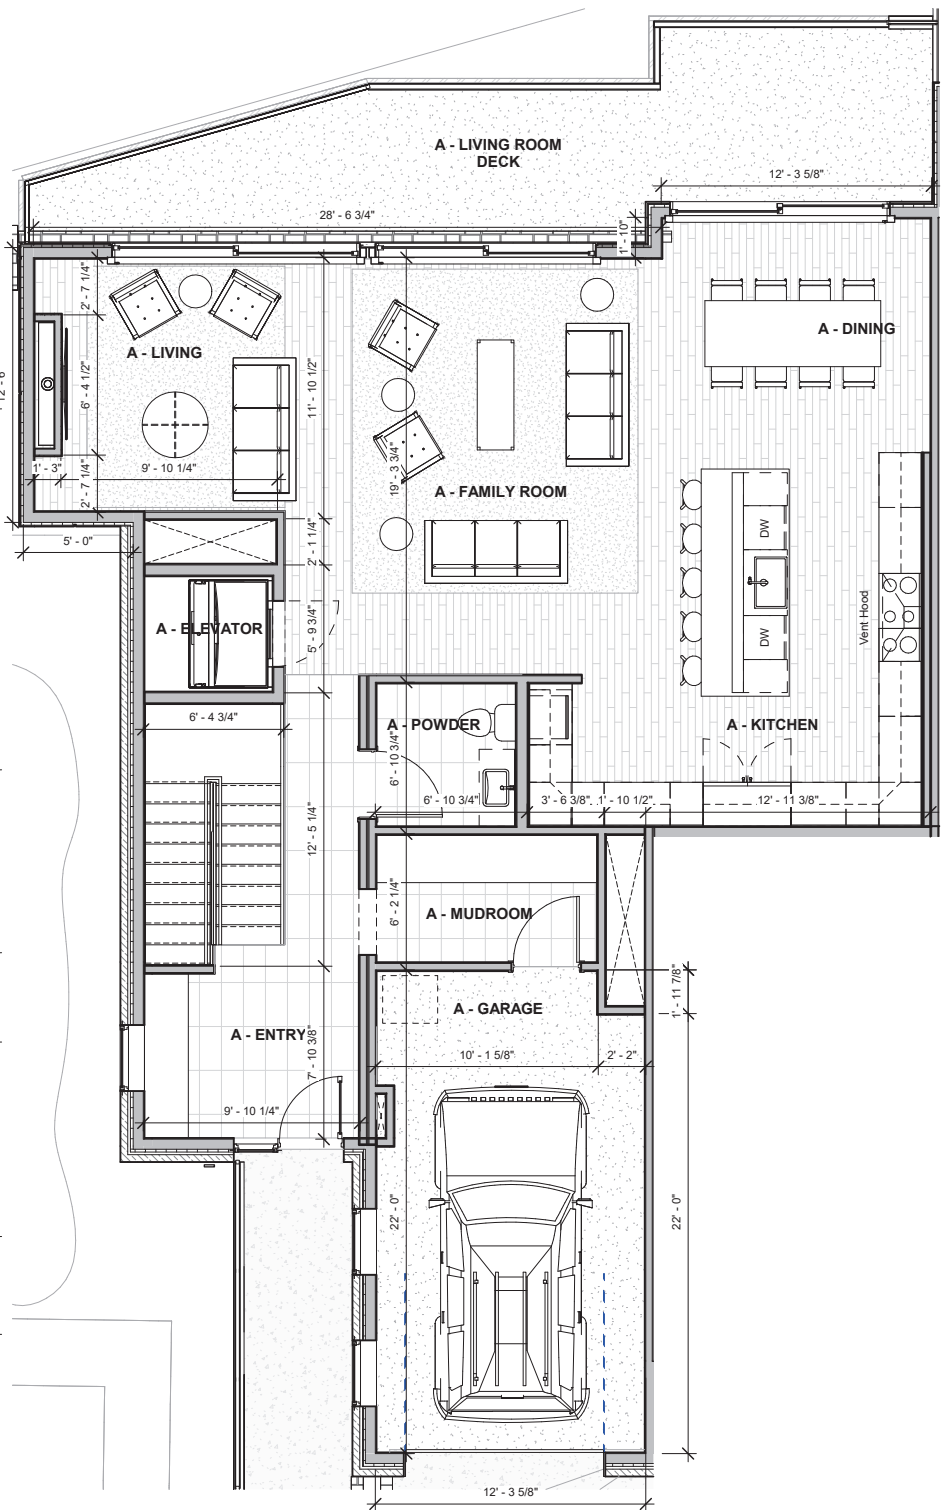 A - LIVING ROOM
DECK
12' - 3 5/8"
28' - 6 3/4"
1' - 10"
2' - 7 1/4"
A - LIVING
A - DINING
6' - 4 1/2"
11' - 10 1/2"
19' - 3 3/4"
1' - 3"
9' - 10 1/4"
2' - 7 1/4"
A - FAMILY ROOM
DW
5' - 0"
2' - 1 1/4"
Vent Hood
A - ELEVATOR
5' - 9 3/4"
DW
6' - 4 3/4"
A - POWDER
A - KITCHEN
6' - 10 3/4"
6' - 10 3/4"
3' - 6 3/8"
1' - 10 1/2"
12' - 11 3/8"
12' - 5 1/4"
6' - 2 1/4"
A - MUDROOM
1' - 11 7/8"
A - GARAGE
A - ENTRY
7' - 10 3/8"
10' - 1 5/8"
2' - 2"
9' - 10 1/4"
22' - 0"
22' - 0"
12' - 3 5/8"